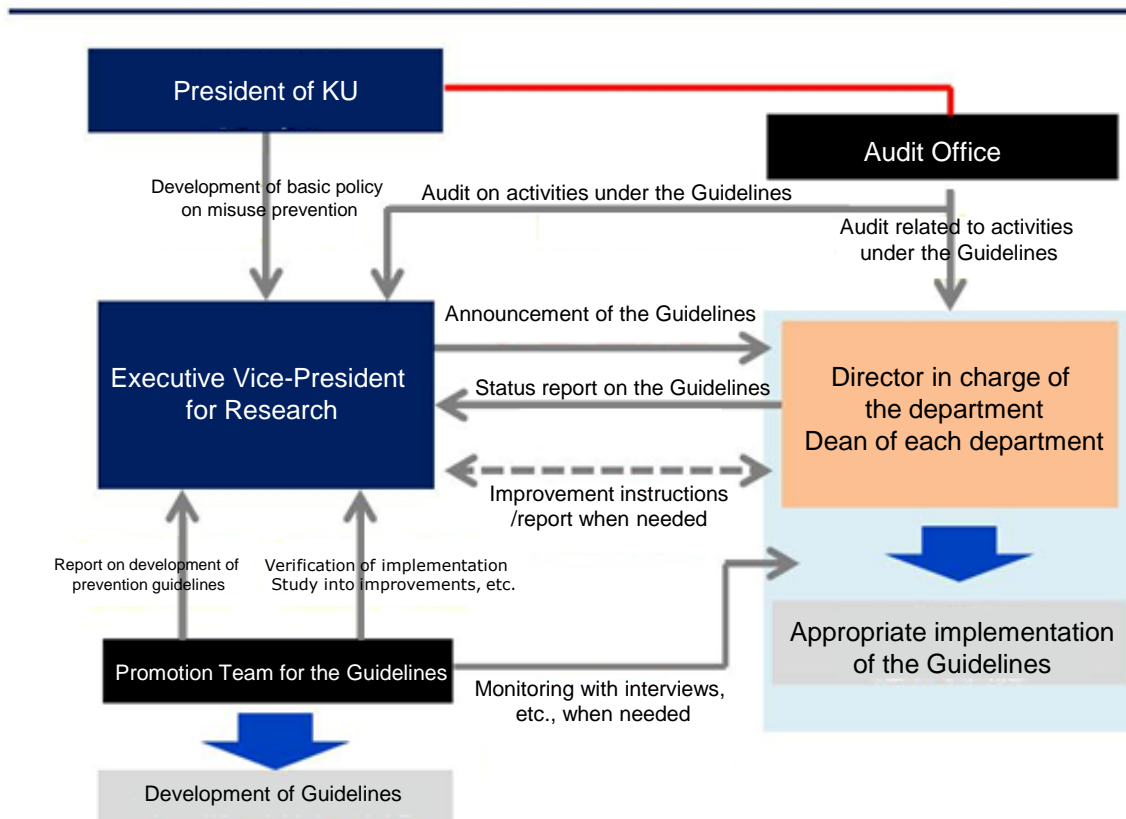 President of KU
Audit Office
Development of basic policy
on misuse prevention
Audit on activities under the Guidelines
Audit related to activities
under the Guidelines
Announcement of the Guidelines
Executive Vice-President
for Research
Status report on the Guidelines
Director in charge of
the department
Dean of each department
Improvement instructions
/report when needed
Report on development of
prevention guidelines
Verification of implementation
Study into improvements, etc.
Appropriate implementation
of the Guidelines
Promotion Team for the Guidelines
Monitoring with interviews,
etc., when needed
Development of Guidelines